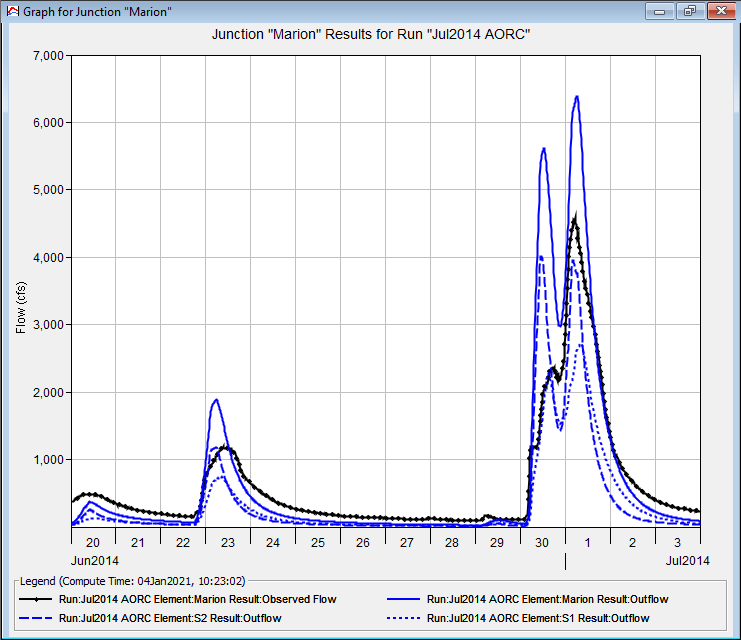 Graph for Junction "Marion"
Junction "Marion" Results for Run "Jul2014 AORC"
7,000
6,000
5,000
4,000
3,000
2,000
1,000
Flow (cfs)
20 21 22 23 24 25 26 27 28 29 30 1 2 3
Jun2014 Jul2014
Legend (Compute Time: 04Jan2021, 10:23:02)
Run:Jul2014 AORC Element:Marion Result:Observed Flow Run:Jul2014 AORC Element:Marion Result:Outflow
Run:Jul2014 AORC Element:S2 Result:Outflow Run:Jul2014 AORC Element:S1 Result:Outflow